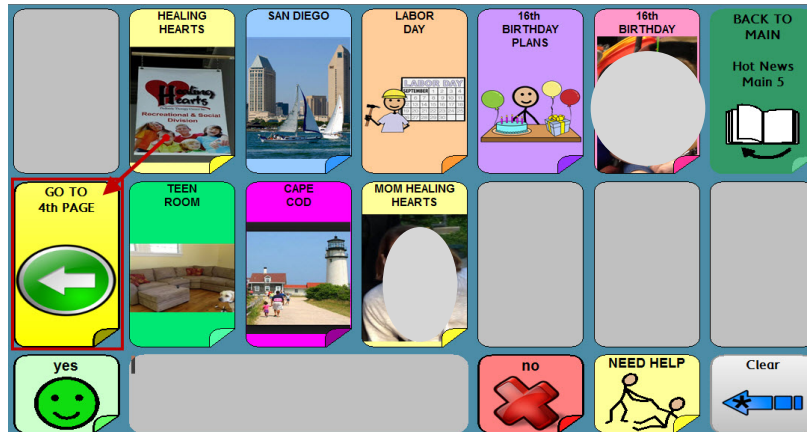 HEALING
HEARTS
SAN DIEGO
LABOR
DAY
16th
BIRTHDAY
PLANS
16th
BIRTHDAY
BACK TO
MAIN
Hot News
Main 5
Healing
Hearts
Recreational & Social
Division
LABOR DAY
SEPTEMBER
GO TO
4th PAGE
TEEN
ROOM
CAPE
COD
MOM HEALING
HEARTS
yes
no
NEED HELP
Clear